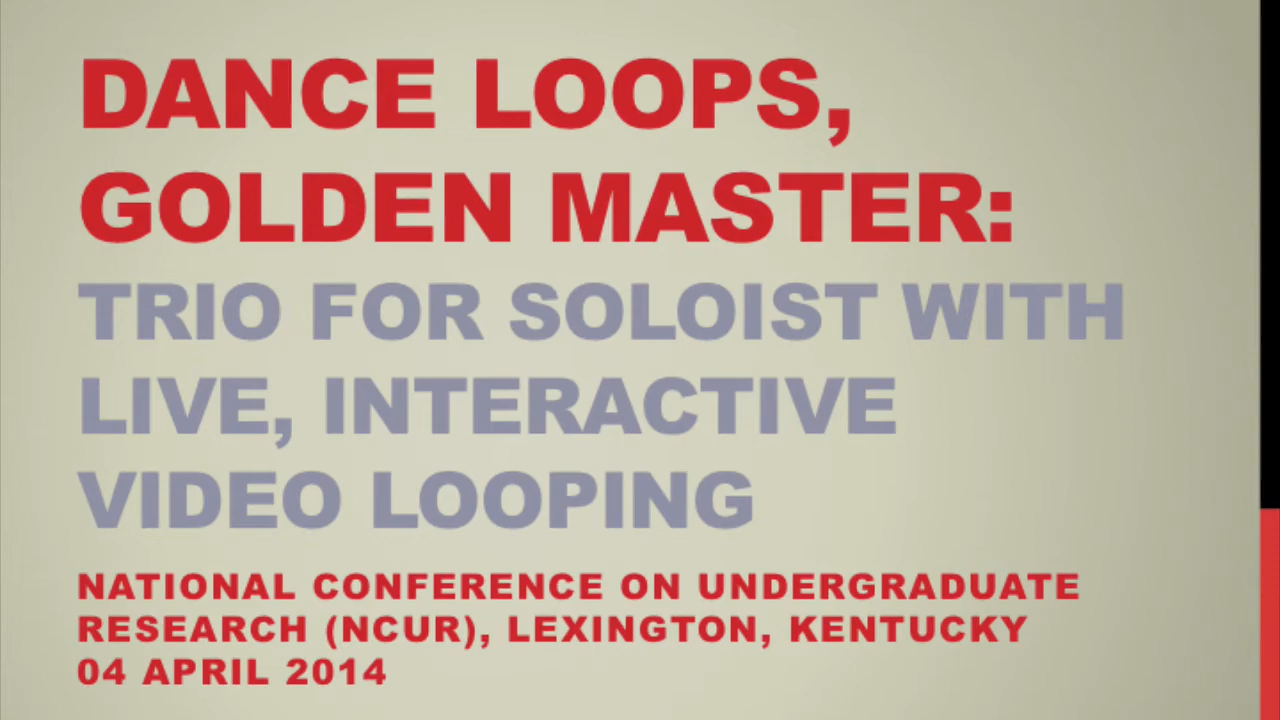 DANCE LOOPS,
GOLDEN MASTER:
TRIO FOR SOLOIST WITH
LIVE, INTERACTIVE
VIDEO LOOPING
NATIONAL CONFERENCE ON UNDERGRADUATE
RESEARCH (NCUR), LEXINGTON, KENTUCKY
04 APRIL 2014